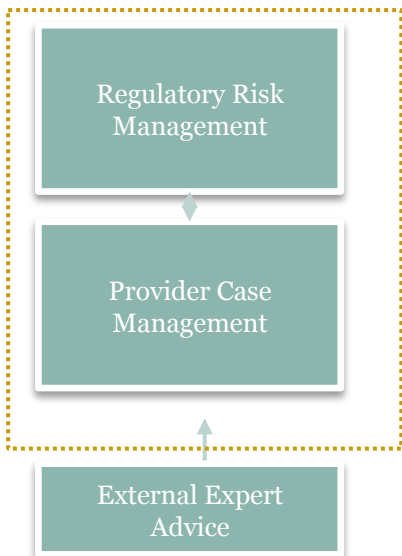 Regulatory Risk
Management
Provider Case
Management
External Expert
Advice